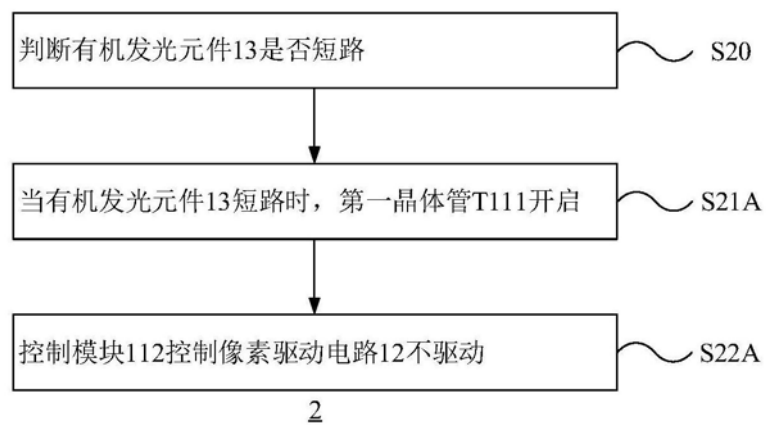 判断有机发光元件13是否短路
S20
当有机发光元件13短路时，第一晶体管T111开启
S21A
控制模块112控制像素驱动电路12不驱动
S22A
2